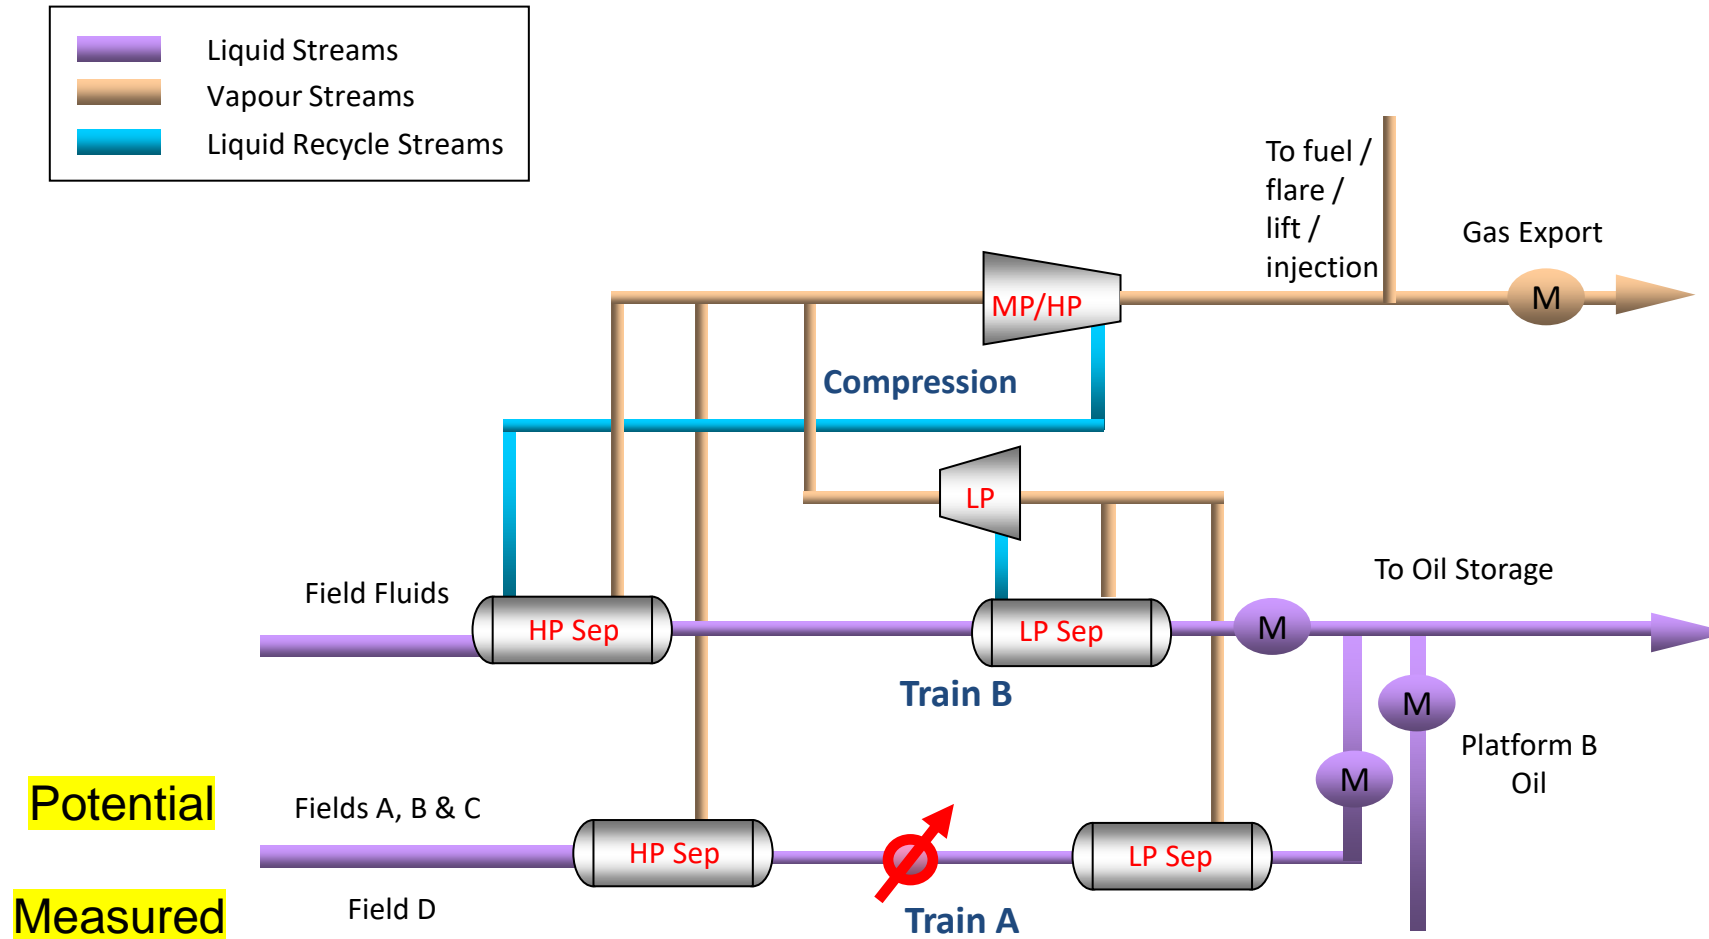 Liquid Streams
Vapour Streams
Liquid Recycle Streams
To fuel /
flare /
lift /
injection
Gas Export
M
MP/HP
Compression
LP
To Oil Storage
Field Fluids
HP Sep
LP Sep
M
Train B
M
Platform B
Oil
M
Potential
Fields A, B & C
HP Sep
LP Sep
Measured
Field D
Train A